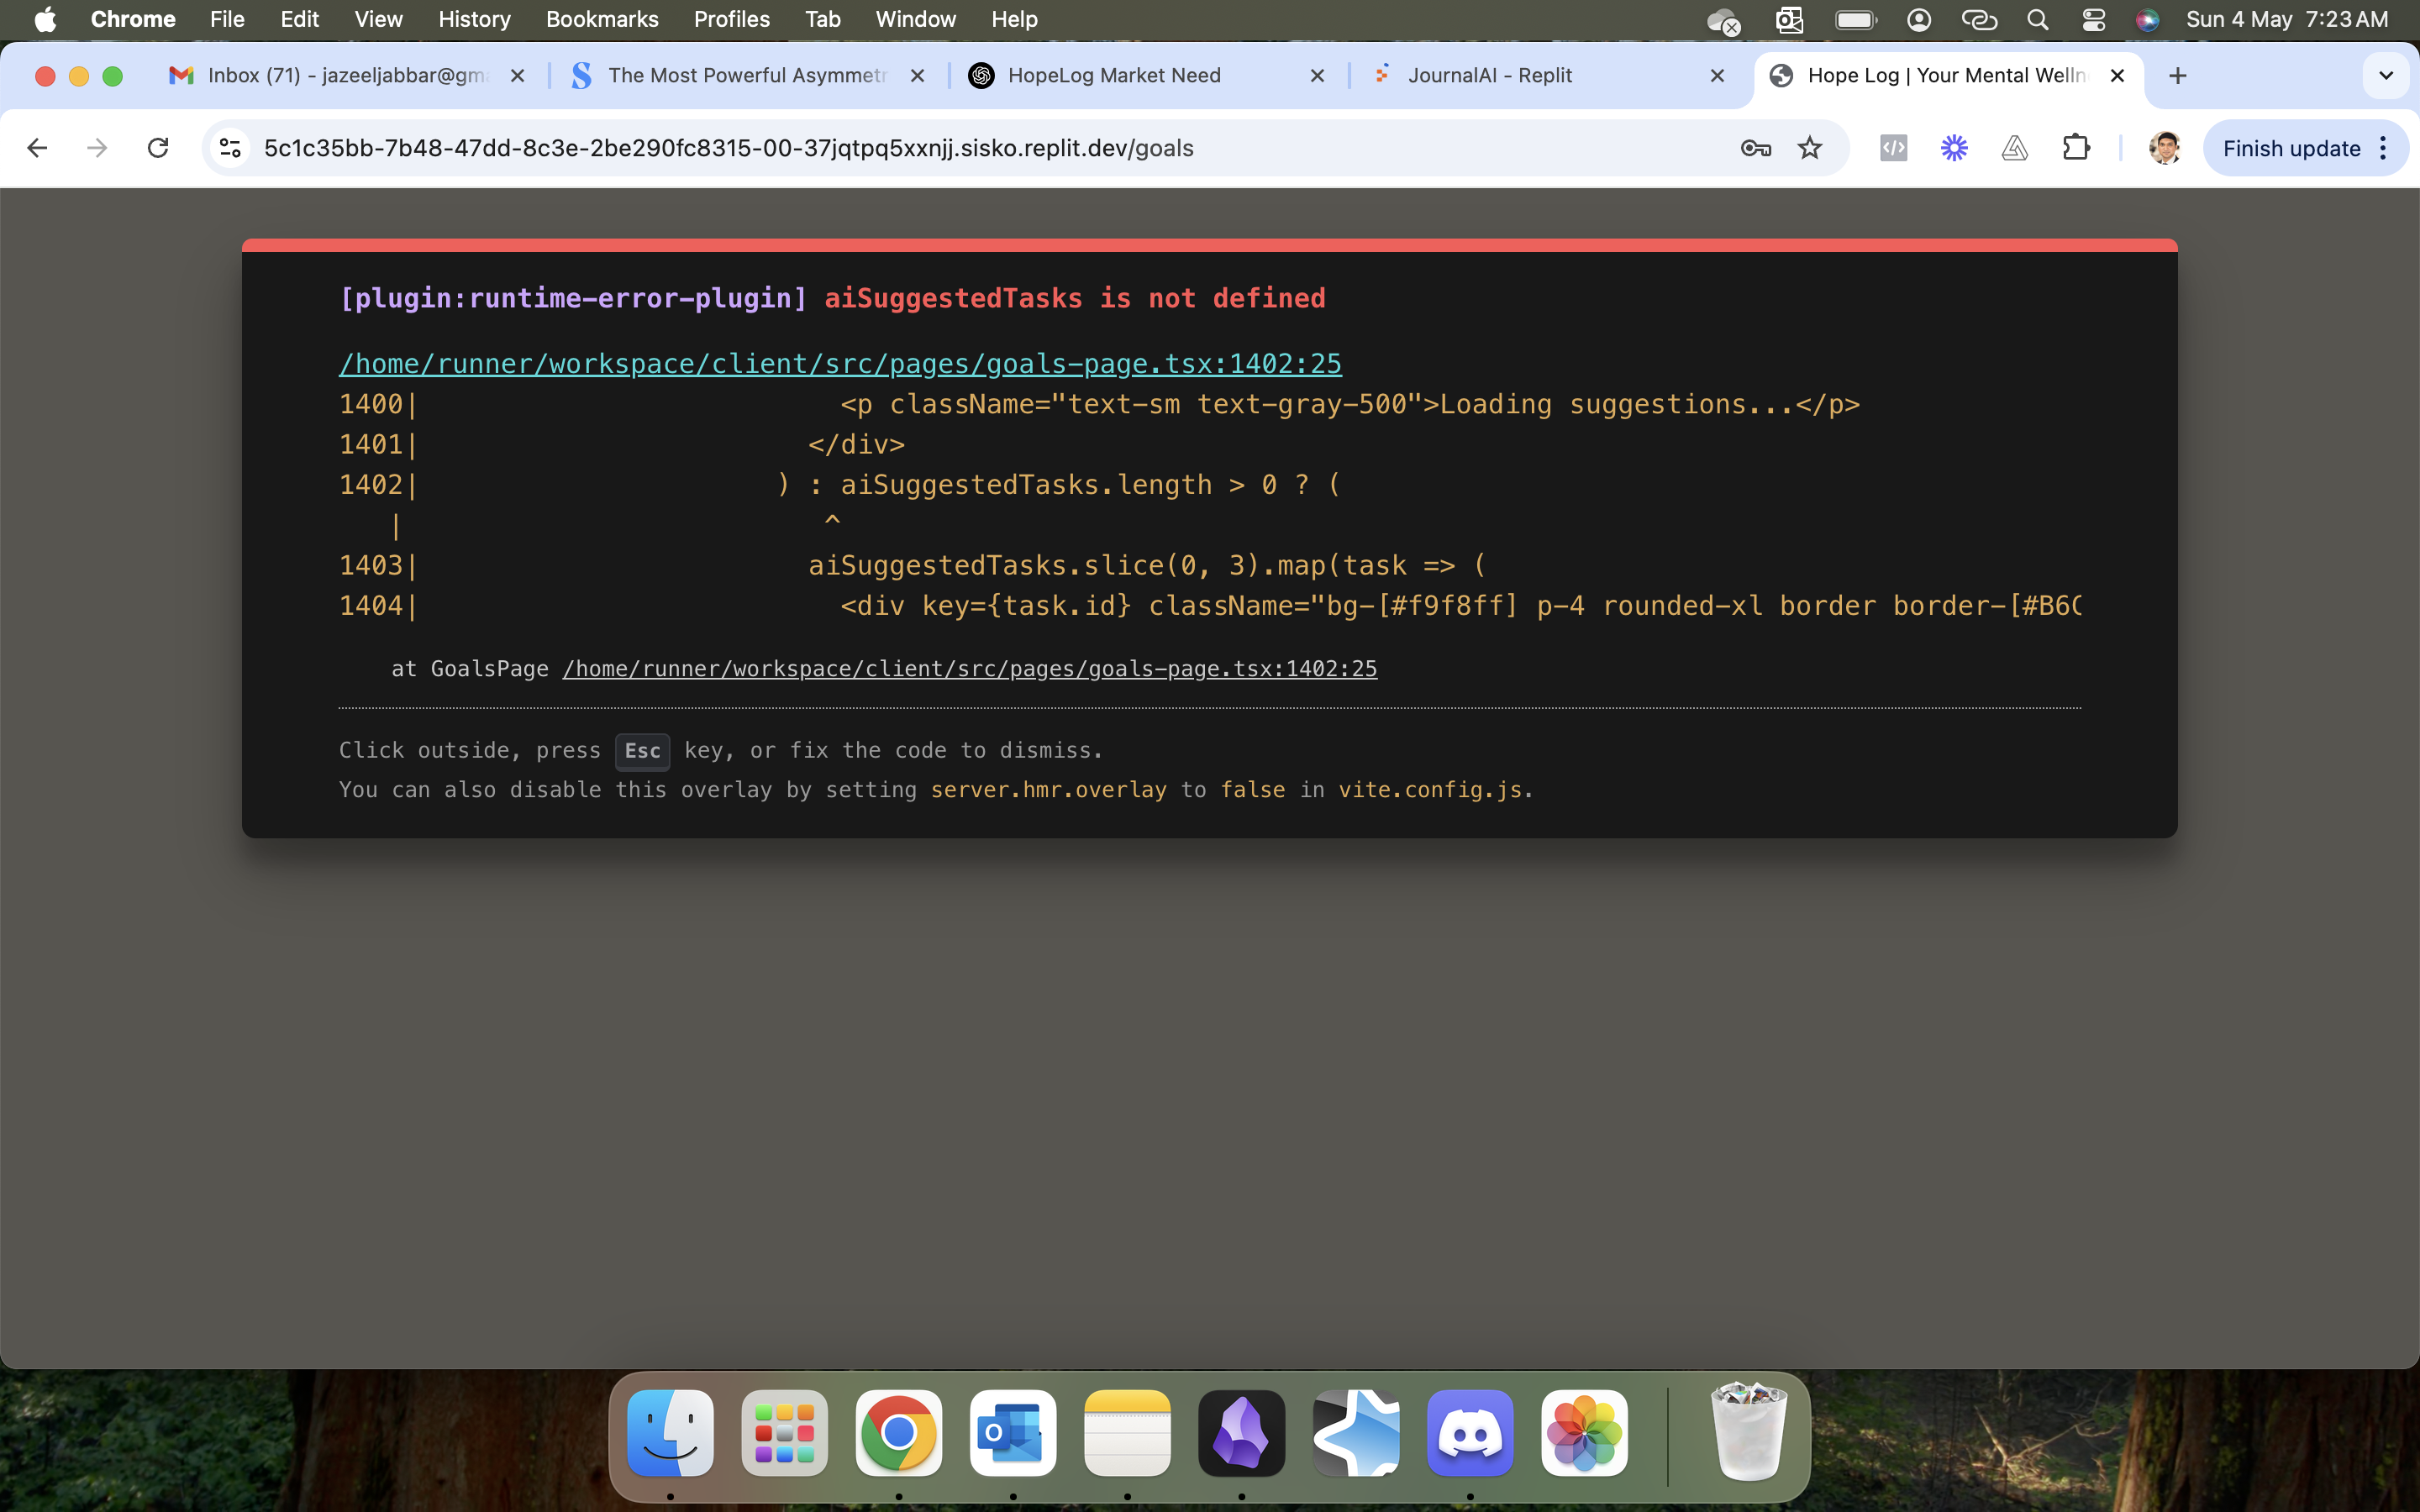 Chrome File Edit View History Bookmarks Profiles Tab Window Help Sun 4 May 7:23 AM
Inbox (71) - jazeeljabbar@gm
The Most Powerful Asymmetr
HopeLog Market Need
JournalAI - Replit
Hope Log | Your Mental Welln
5c1c35bb-7b48-47dd-8c3e-2be290fc8315-00-37jqtpq5xxnjj.sisko.replit.dev/goals
Finish update
[plugin:runtime-error-plugin] aiSuggestedTasks is not defined
/home/runner/workspace/client/src/pages/goals-page.tsx:1402:25
1400| <p className="text-sm text-gray-500">Loading suggestions...</p>
1401| </div>
1402| ) : aiSuggestedTasks.length > 0 ? (
| ^
1403| aiSuggestedTasks.slice(0, 3).map(task => (
1404| <div key={task.id} className="bg-[#f9f8ff] p-4 rounded-xl border border-[#B6C
at GoalsPage /home/runner/workspace/client/src/pages/goals-page.tsx:1402:25
Click outside, press Esc key, or fix the code to dismiss.
You can also disable this overlay by setting server.hmr.overlay to false in vite.config.js.